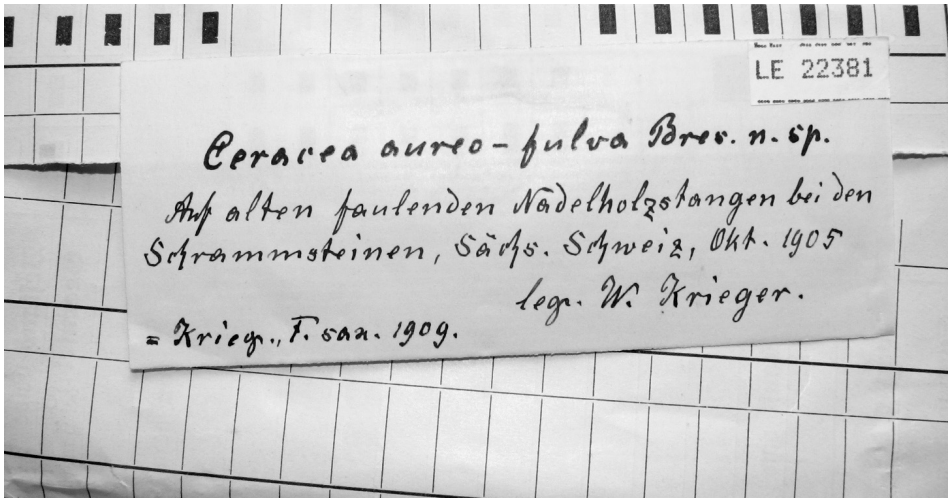 LE 22381
Ceracea aureo-fulva Bres. n. sp.
Auf alten faulenden Nadelholzstangen bei den
Schrammsteinen, Sächs. Schweiz, Okt. 1905
leg. W. Krieger.
= Krieg., F. sax. 1909.